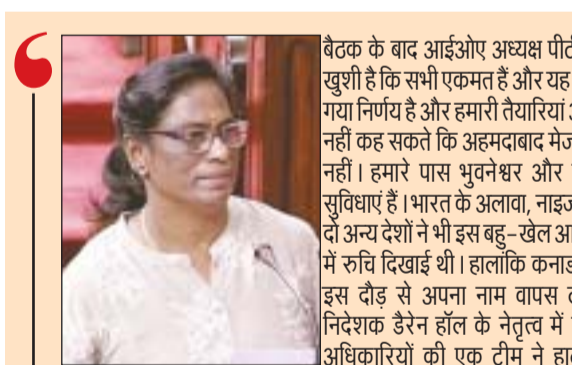 बैठक के बाद आईओए अध्यक्ष
खुशी है कि सभी एकमत हैं और यह
गया निर्णय है और हमारी तैयारियां
नहीं कह सकते कि अहमदाबाद
नहीं। हमारे पास भुवनेश्वर और
सुविधाएं हैं। भारत के अलावा,
दो अन्य देशों ने भी इस बहु-खेल
में रुचि दिखाई थी। हालांकि
इस दौड़ से अपना नाम वापस
निदेशक डैरेन हॉल के नेतृत्व में
अधिकारियों की एक टीम ने